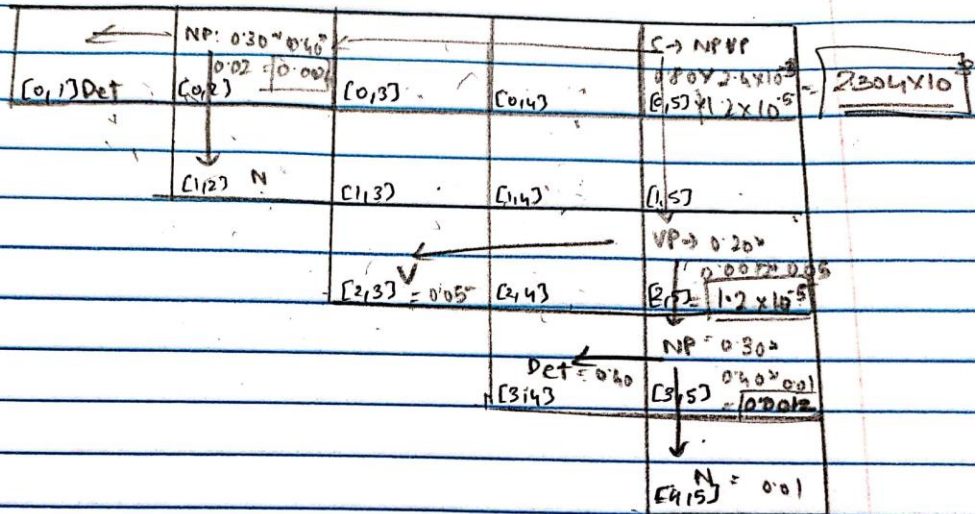 NP: 0.30 × 0.40 ×
0.02 =
[0,1] Det
[0,2]
[0,3]
[0,4]
S → NP VP
0.80 × 2.4 × 10
[0,5] × 1.2 × 10⁻⁵
=
2.304 × 10
[1,2] N
[1,3]
[1,4]
[1,5]
VP → 0.20 ×
0.0012 × 0.05
V
[2,3] = 0.05
[2,4]
[2,5] = 1.2 × 10⁻⁵
NP = 0.30 ×
Det = 0.40
0.40 × 0.01
[3,4]
[3,5]
= 0.0012
N = 0.01
[4,5]